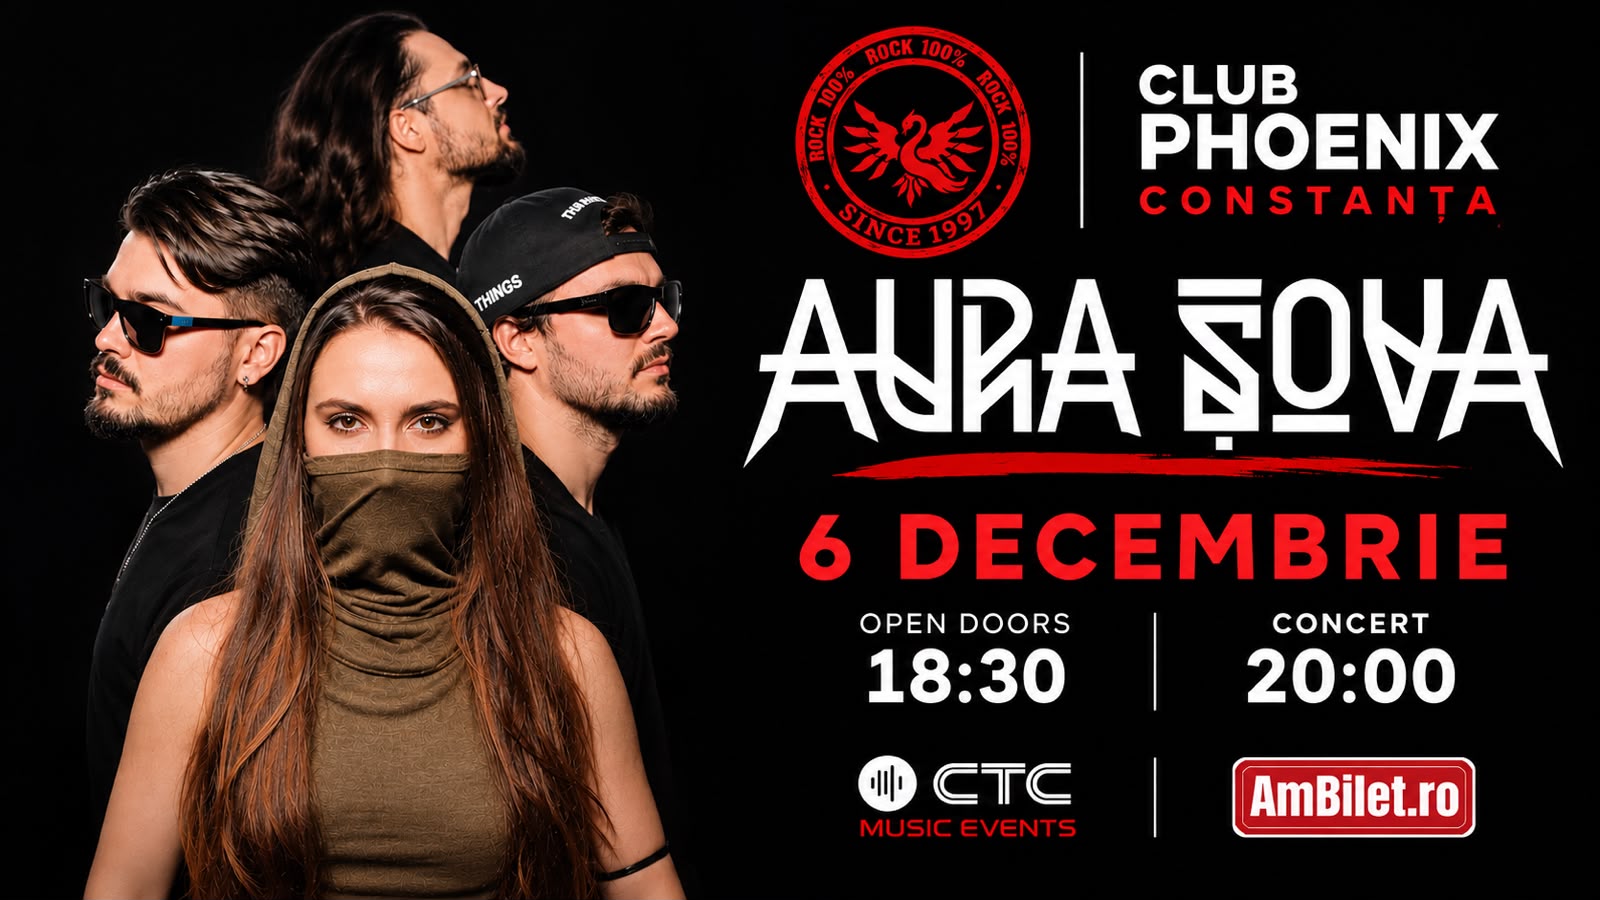 ROCK 100% ROCK 100% ROCK 100%
• SINCE 1997 •
CLUB
PHOENIX
CONSTANȚA
THINGS
AURA ȘOVA
6 DECEMBRIE
OPEN DOORS
18:30
CONCERT
20:00
CTC
MUSIC EVENTS
AmBilet.ro